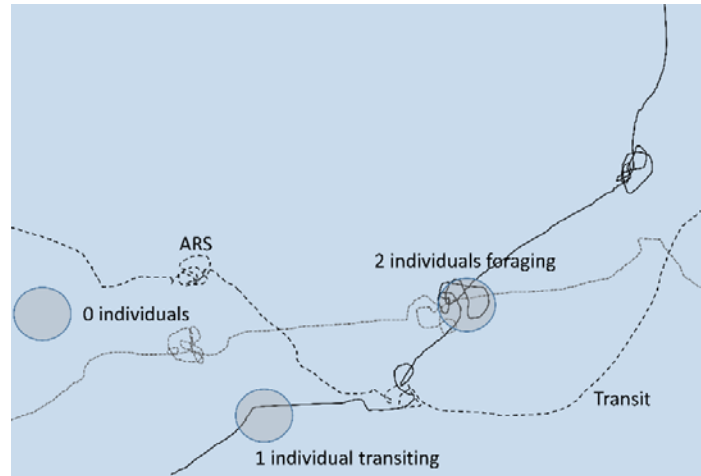 ARS
2 individuals foraging
0 individuals
Transit
1 individual transiting